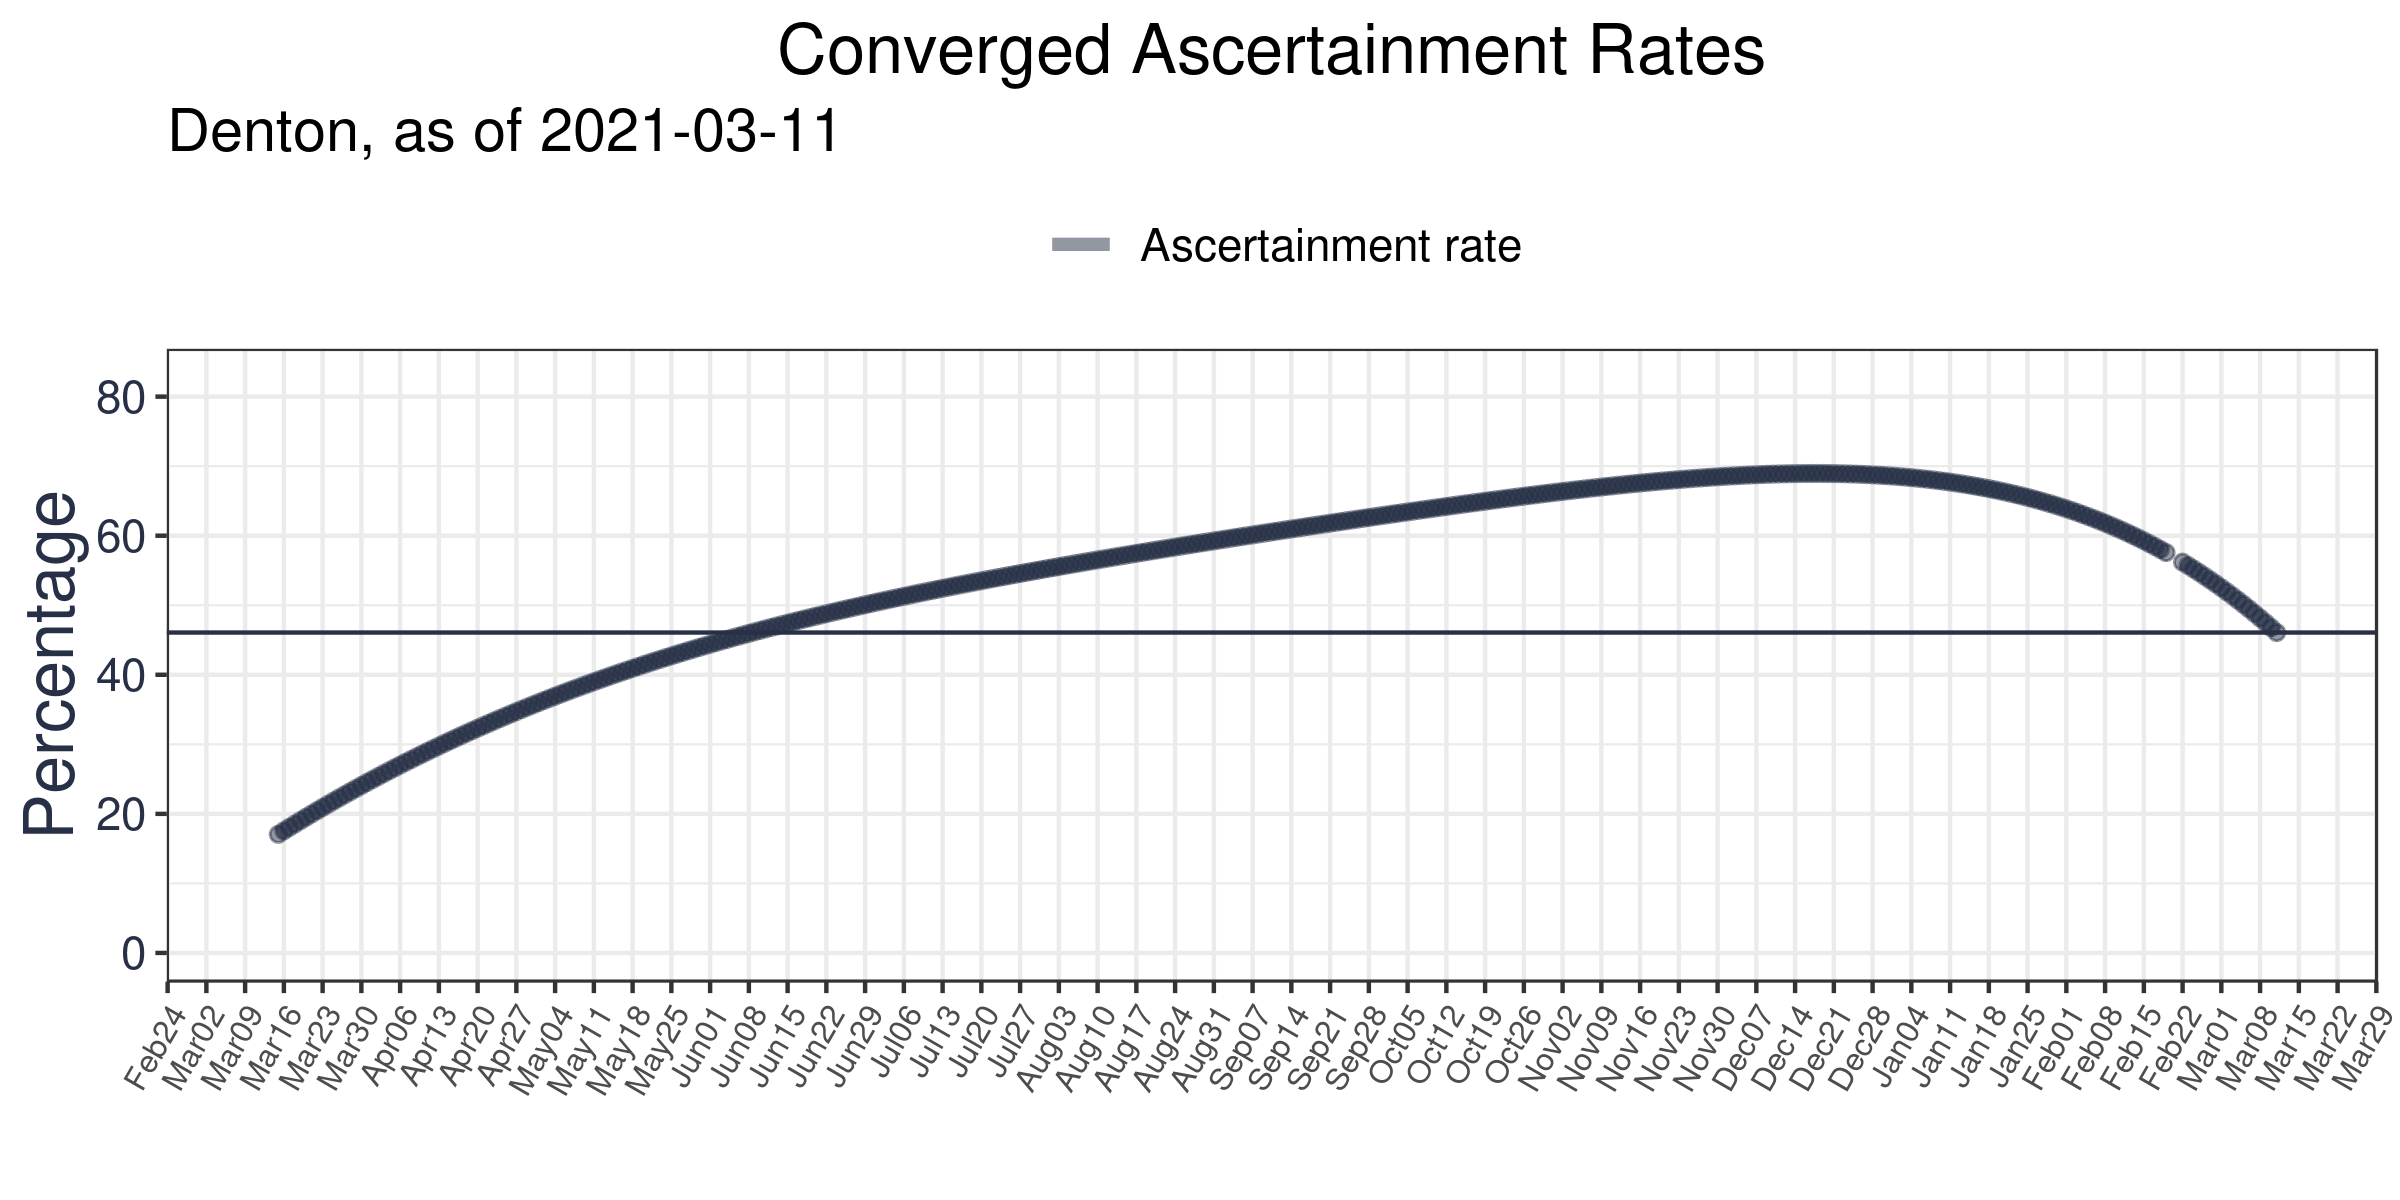 Converged Ascertainment Rates
Denton, as of 2021-03-11
Ascertainment rate
Percentage
80
60
40
20
0
Feb24
Mar02
Mar09
Mar16
Mar23
Mar30
Apr06
Apr13
Apr20
Apr27
May04
May11
May18
May25
Jun01
Jun08
Jun15
Jun22
Jun29
Jul06
Jul13
Jul20
Jul27
Aug03
Aug10
Aug17
Aug24
Aug31
Sep07
Sep14
Sep21
Sep28
Oct05
Oct12
Oct19
Oct26
Nov02
Nov09
Nov16
Nov23
Nov30
Dec07
Dec14
Dec21
Dec28
Jan04
Jan11
Jan18
Jan25
Feb01
Feb08
Feb15
Feb22
Mar01
Mar08
Mar15
Mar22
Mar29